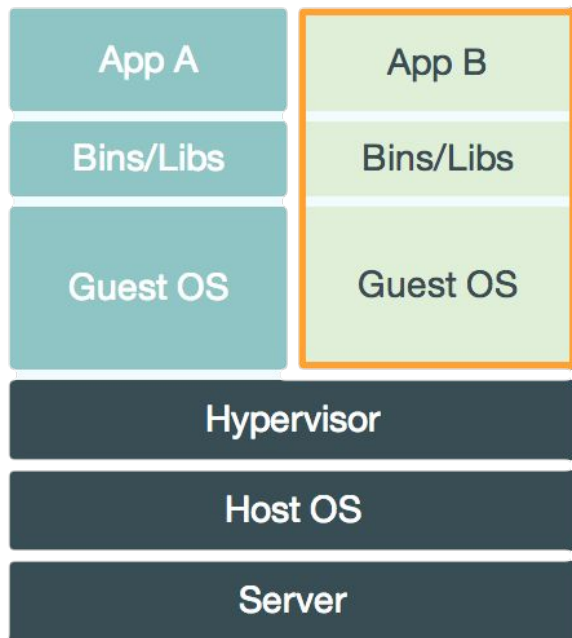 App A
App B
Bins/Libs
Bins/Libs
Guest OS
Guest OS
Hypervisor
Host OS
Server